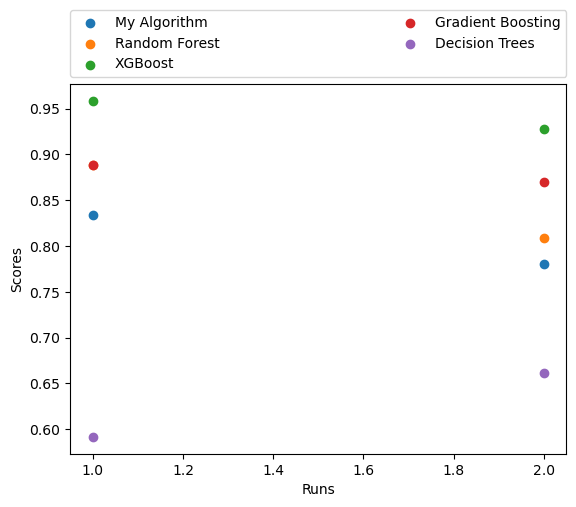 My Algorithm
Random Forest
XGBoost
Gradient Boosting
Decision Trees
0.95
0.90
0.85
0.80
0.75
0.70
0.65
0.60
Scores
1.0 1.2 1.4 1.6 1.8 2.0
Runs